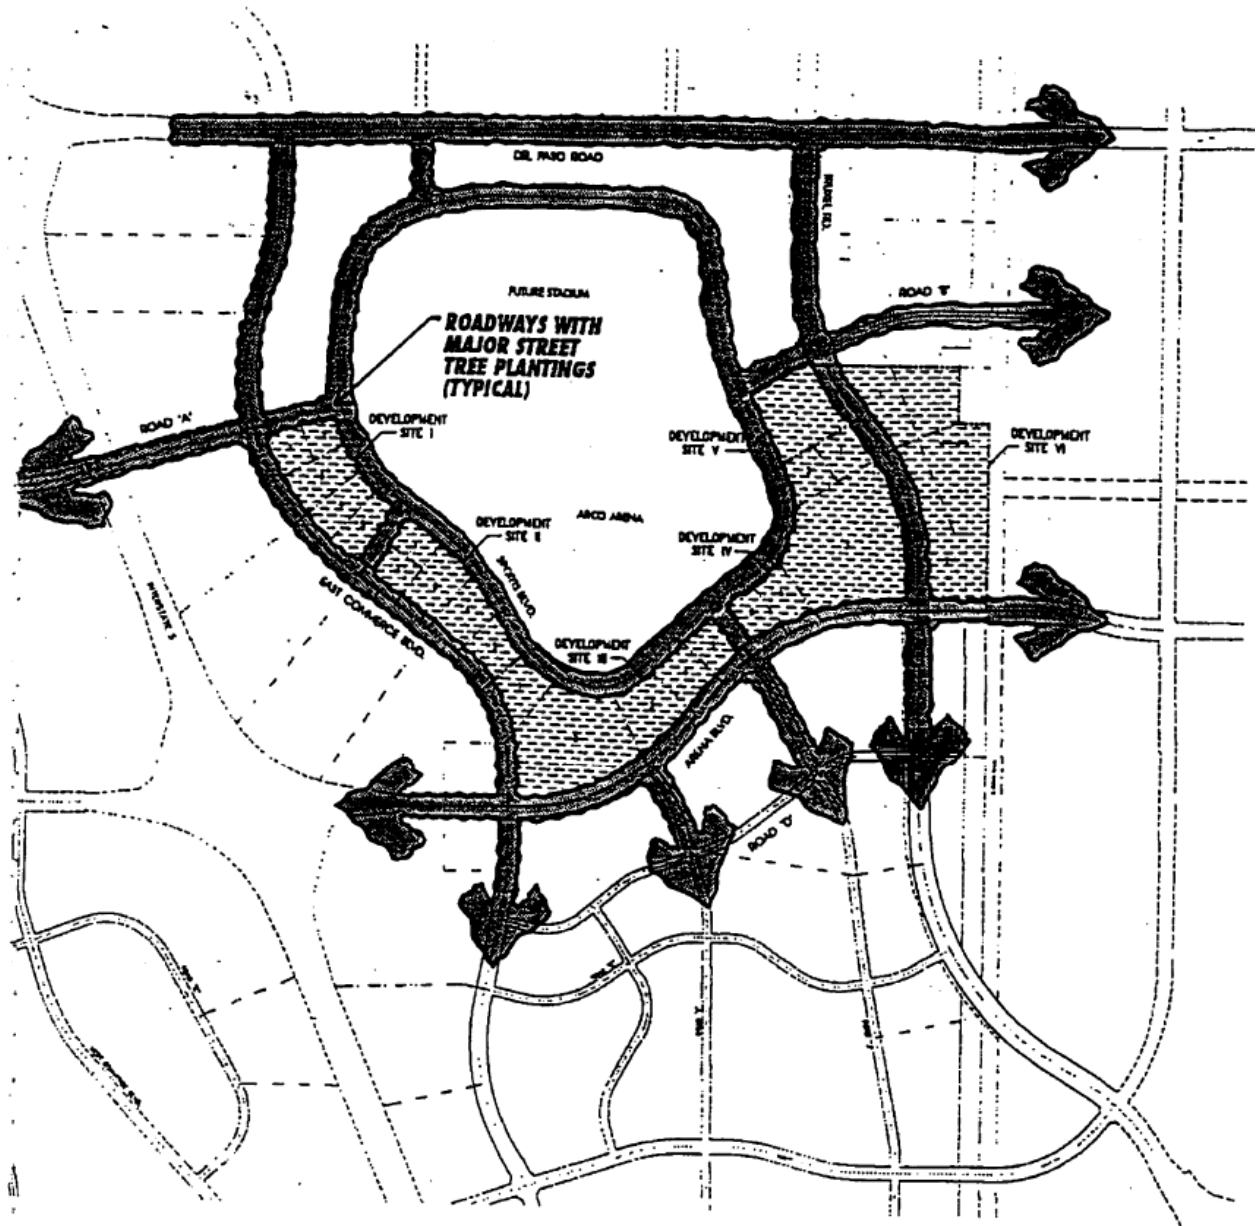 DEL PASO ROAD
FUTURE STADIUM
ROAD "B"
ROADWAYS WITH
MAJOR STREET
TREE PLANTINGS
(TYPICAL)
ROAD "A"
DEVELOPMENT
SITE I
DEVELOPMENT
SITE V
DEVELOPMENT
SITE VI
ARCO ARENA
DEVELOPMENT
SITE II
DEVELOPMENT
SITE IV
SPORTS BLVD.
INTERSTATE 5
EAST COMMERCE BLVD.
DEVELOPMENT
SITE III
ARENA BLVD.
ROAD "D"